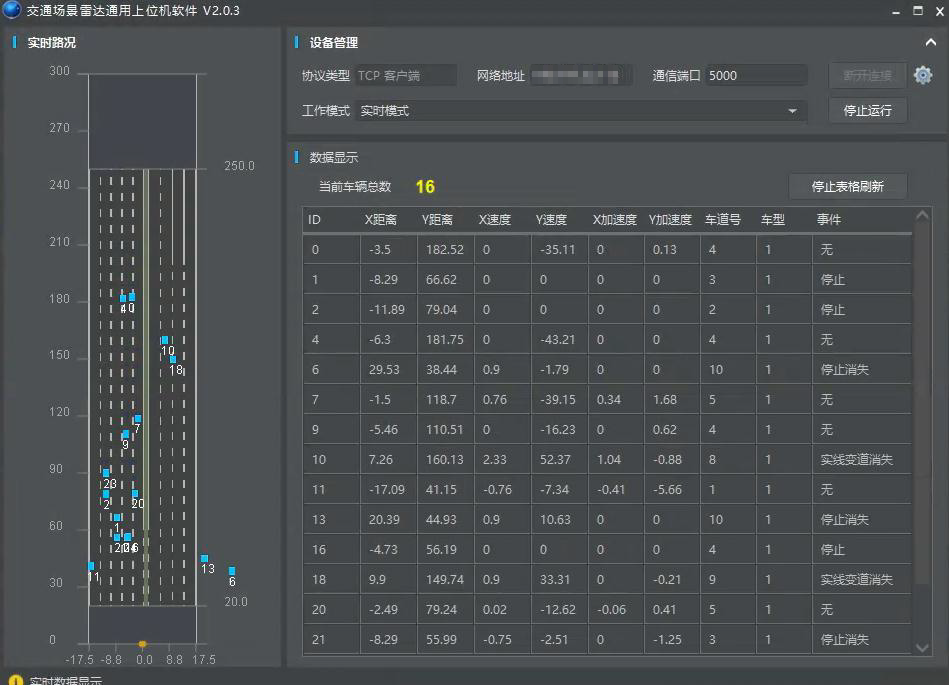 交通场景雷达通用上位机软件 V2.0.3
实时路况
300
270
250.0
240
210
180
4 0
150
10
18
120
7
9
90
23
2
20
60
1
30
11
13
6
20.0
0
-17.5 -8.8 0.0 8.8 17.5
设备管理
协议类型 TCP 客户端 网络地址 通信端口 5000 断开连接
工作模式 实时模式 停止运行
数据显示
当前车辆总数 16 停止表格刷新
ID X距离 Y距离 X速度 Y速度 X加速度 Y加速度 车道号 车型 事件
0 -3.5 182.52 0 -35.11 0 0.13 4 1 无
1 -8.29 66.62 0 0 0 0 3 1 停止
2 -11.89 79.04 0 0 0 0 2 1 停止
4 -6.3 181.75 0 -43.21 0 0 4 1 无
6 29.53 38.44 0.9 -1.79 0 0 10 1 停止消失
7 -1.5 118.7 0.76 -39.15 0.34 1.68 5 1 无
9 -5.46 110.51 0 -16.23 0 0.62 4 1 无
10 7.26 160.13 2.33 52.37 1.04 -0.88 8 1 实线变道消失
11 -17.09 41.15 -0.76 -7.34 -0.41 -5.66 1 1 无
13 20.39 44.93 0.9 10.63 0 0 10 1 停止消失
16 -4.73 56.19 0 0 0 0 4 1 停止
18 9.9 149.74 0.9 33.31 0 -0.21 9 1 实线变道消失
20 -2.49 79.24 0.02 -12.62 -0.06 0.41 5 1 无
21 -8.29 55.99 -0.75 -2.51 0 -1.25 3 1 停止消失
实时数据显示